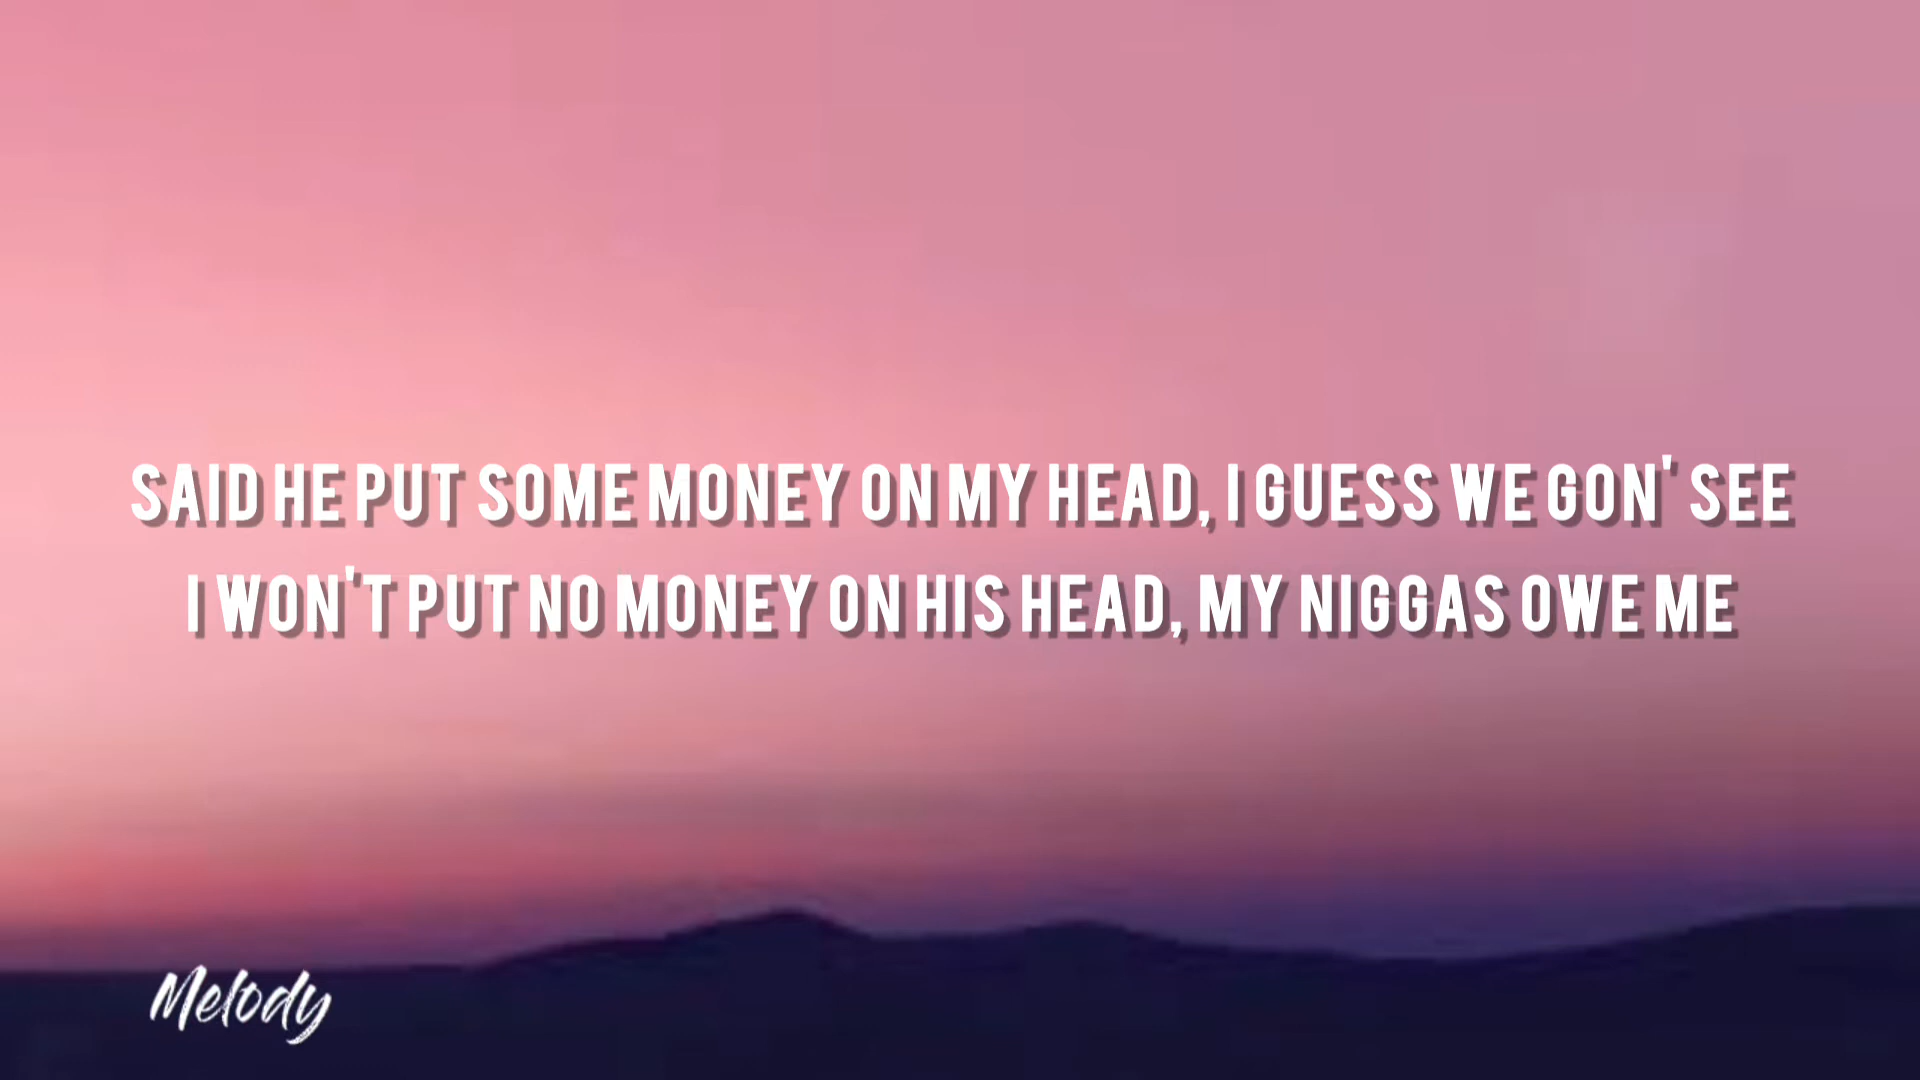 SAID HE PUT SOME MONEY ON MY HEAD, I GUESS WE GON' SEE
I WON'T PUT NO MONEY ON HIS HEAD, MY NIGGAS OWE ME
Melody